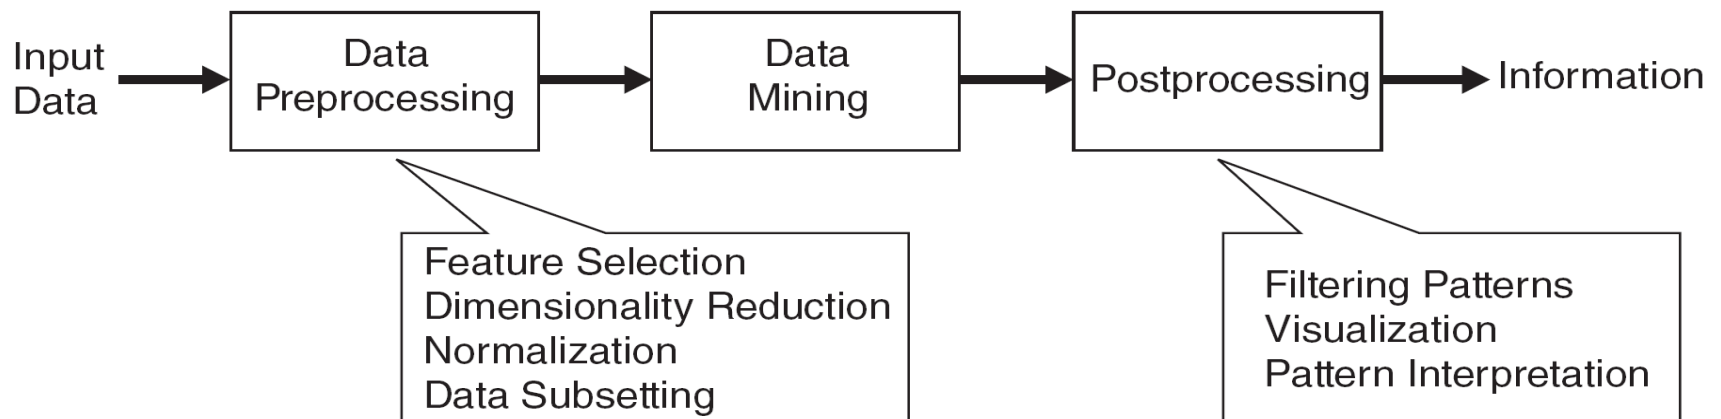 Input
Data
Data
Preprocessing
Data
Mining
Postprocessing
Information
Feature Selection
Dimensionality Reduction
Normalization
Data Subsetting
Filtering Patterns
Visualization
Pattern Interpretation